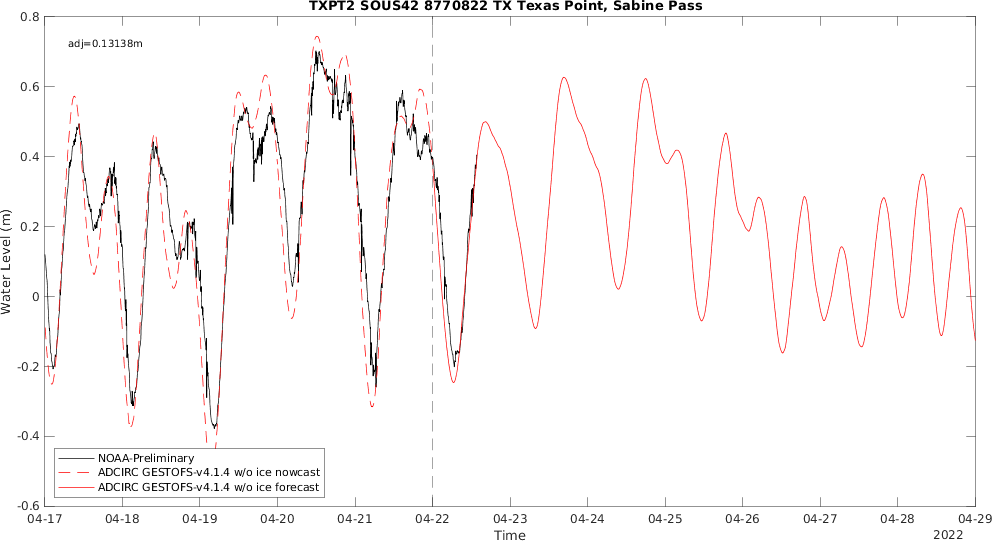 TXPT2 SOUS42 8770822 TX Texas Point, Sabine Pass
adj=0.13138m
0.8
0.6
0.4
0.2
0
-0.2
-0.4
-0.6
Water Level (m)
NOAA-Preliminary
ADCIRC GESTOFS-v4.1.4 w/o ice nowcast
ADCIRC GESTOFS-v4.1.4 w/o ice forecast
04-17 04-18 04-19 04-20 04-21 04-22 04-23 04-24 04-25 04-26 04-27 04-28 04-29
Time
2022